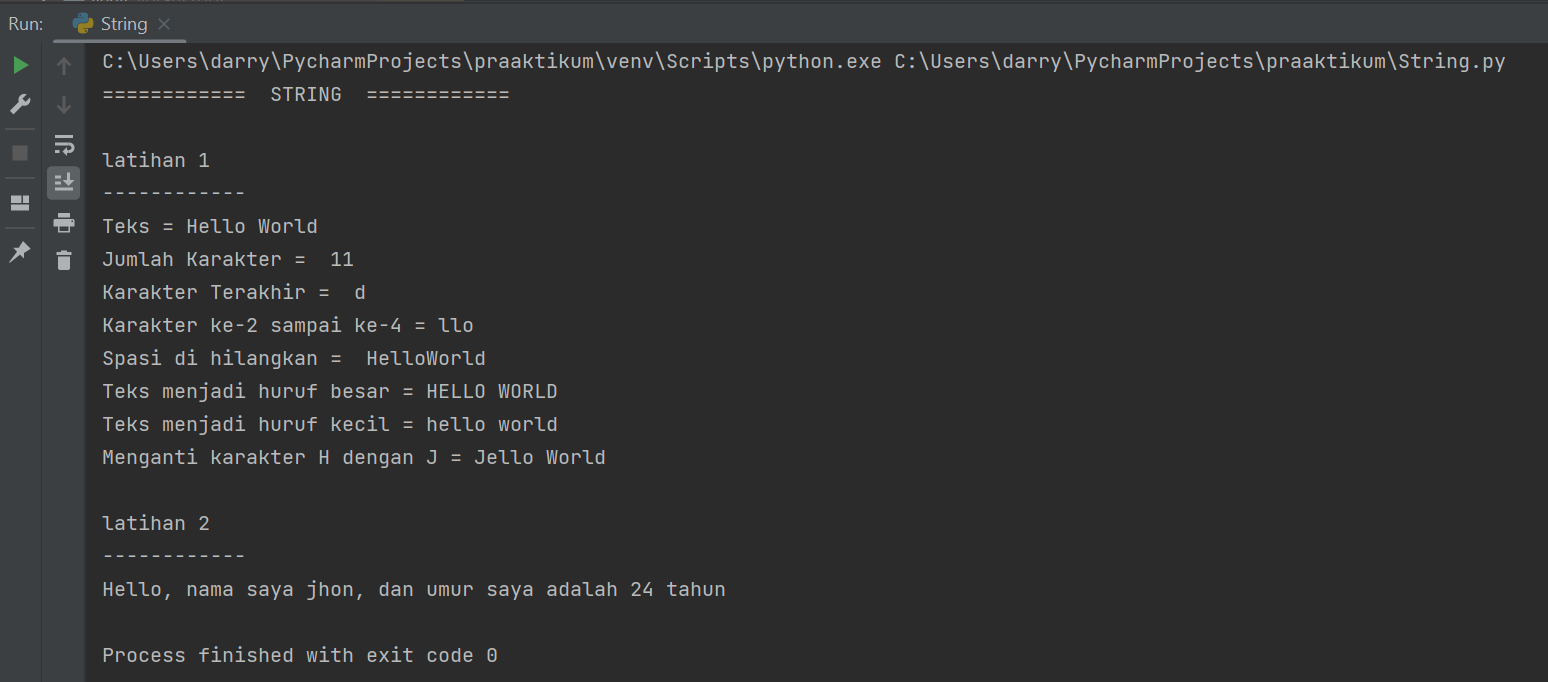 Run: String
C:\Users\darry\PycharmProjects\praaktikum\venv\Scripts\python.exe C:\Users\darry\PycharmProjects\praaktikum\String.py
============  STRING  ============
latihan 1
------------
Teks = Hello World
Jumlah Karakter =  11
Karakter Terakhir =  d
Karakter ke-2 sampai ke-4 = llo
Spasi di hilangkan =  HelloWorld
Teks menjadi huruf besar = HELLO WORLD
Teks menjadi huruf kecil = hello world
Menganti karakter H dengan J = Jello World
latihan 2
------------
Hello, nama saya jhon, dan umur saya adalah 24 tahun
Process finished with exit code 0